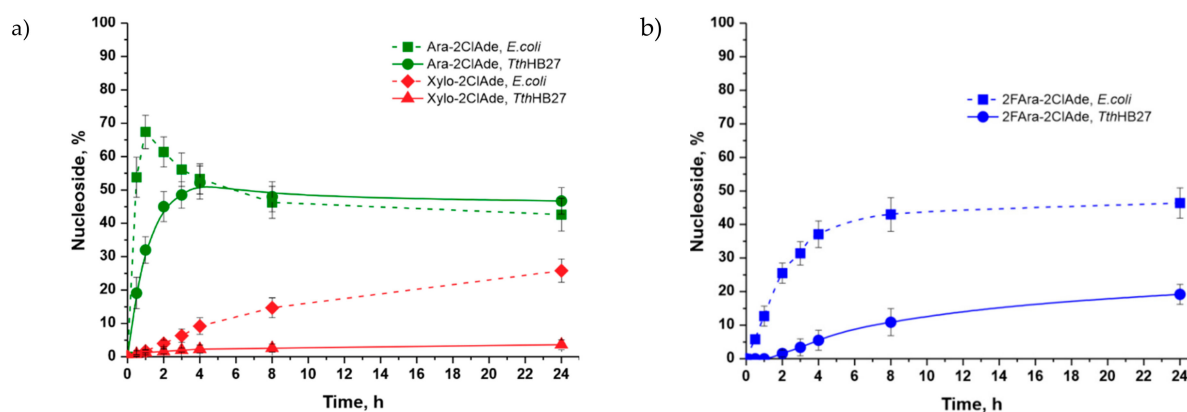 a)
100
90
80
70
60
50
40
30
20
10
0
Nucleoside, %
Ara-2ClAde, E.coli
Ara-2ClAde, TthHB27
Xylo-2ClAde, E.coli
Xylo-2ClAde, TthHB27
0 2 4 6 8 10 12 14 16 18 20 22 24
Time, h
b)
100
90
80
70
60
50
40
30
20
10
0
Nucleoside, %
2FAra-2ClAde, E.coli
2FAra-2ClAde, TthHB27
0 2 4 6 8 10 12 14 16 18 20 22 24
Time, h